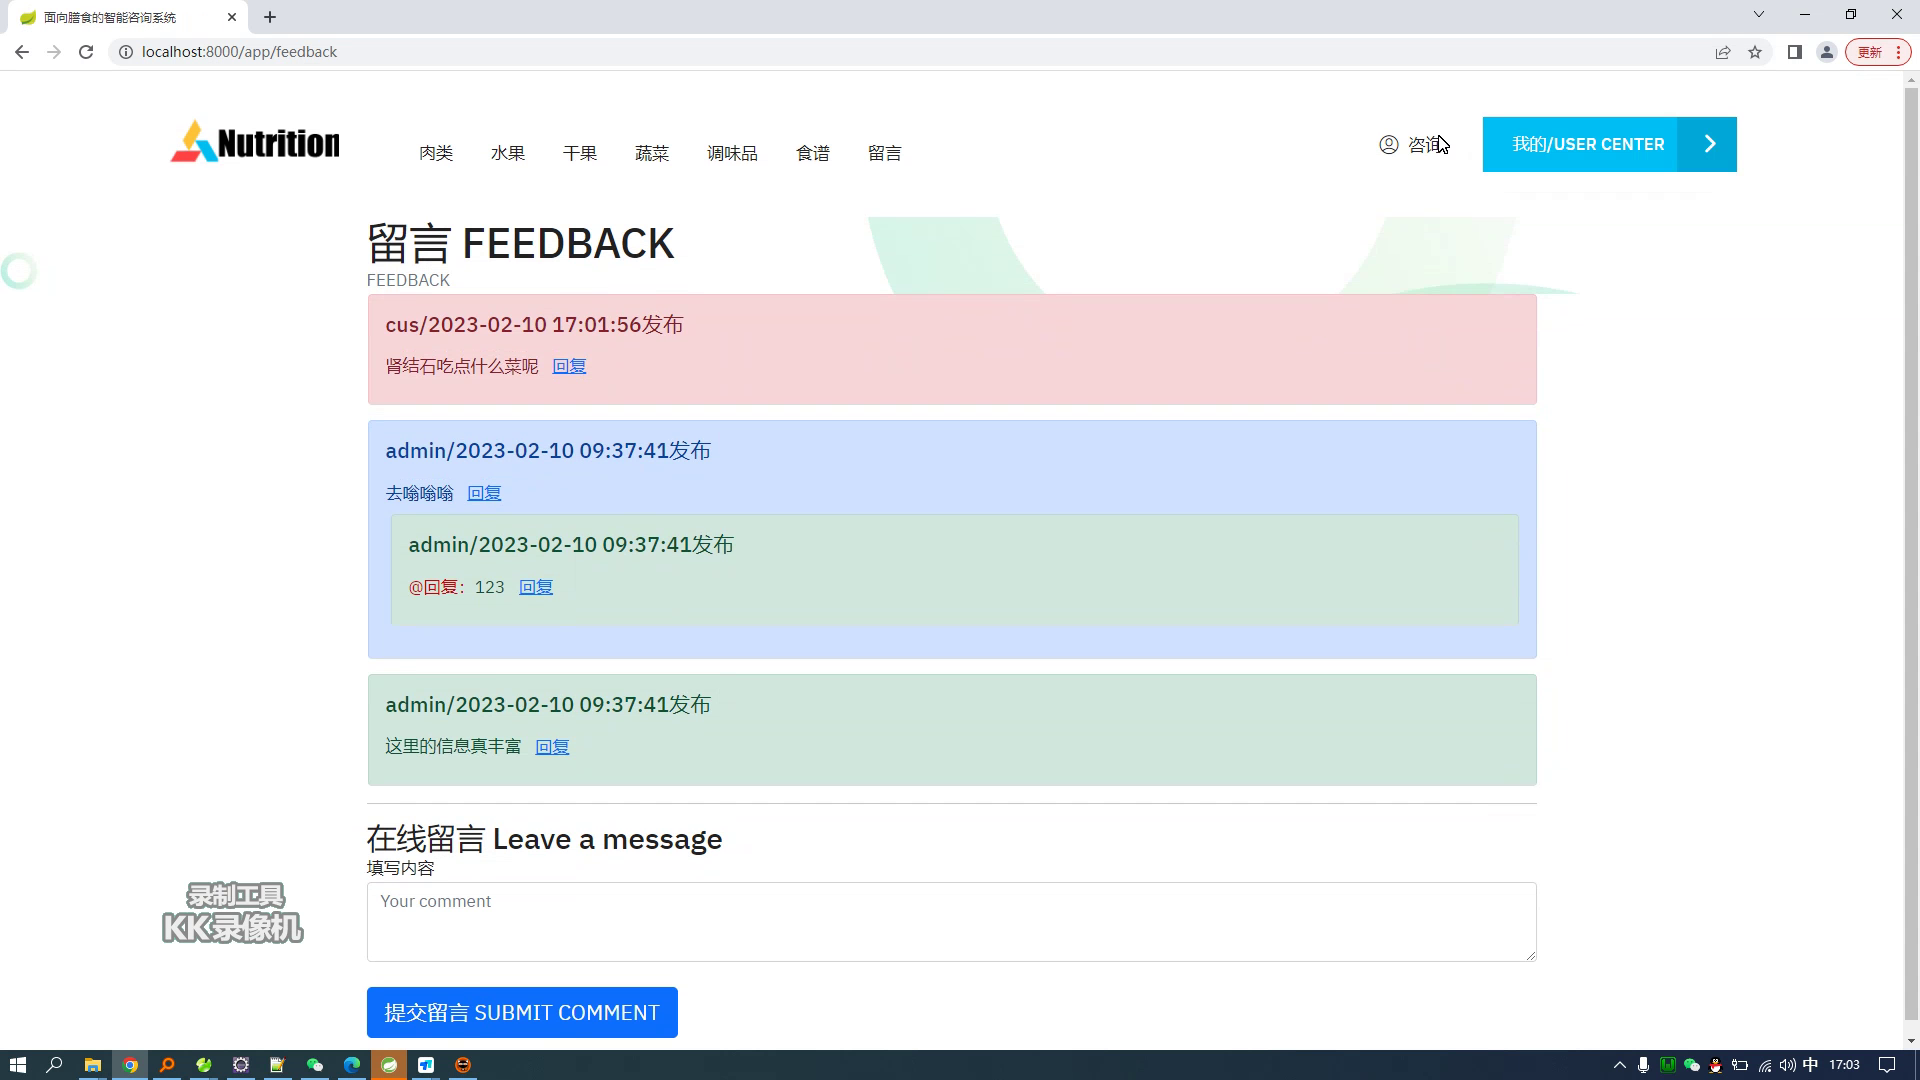 面向膳食的智能咨询系统
localhost:8000/app/feedback
更新
Nutrition
肉类 水果 干果 蔬菜 调味品 食谱 留言
咨询
我的/USER CENTER
留言 FEEDBACK
FEEDBACK
cus/2023-02-10 17:01:56发布
肾结石吃点什么菜呢 回复
admin/2023-02-10 09:37:41发布
去嗡嗡嗡 回复
admin/2023-02-10 09:37:41发布
@回复：123 回复
admin/2023-02-10 09:37:41发布
这里的信息真丰富 回复
在线留言 Leave a message
填写内容
Your comment
录制工具
KK录像机
提交留言 SUBMIT COMMENT
中 17:03